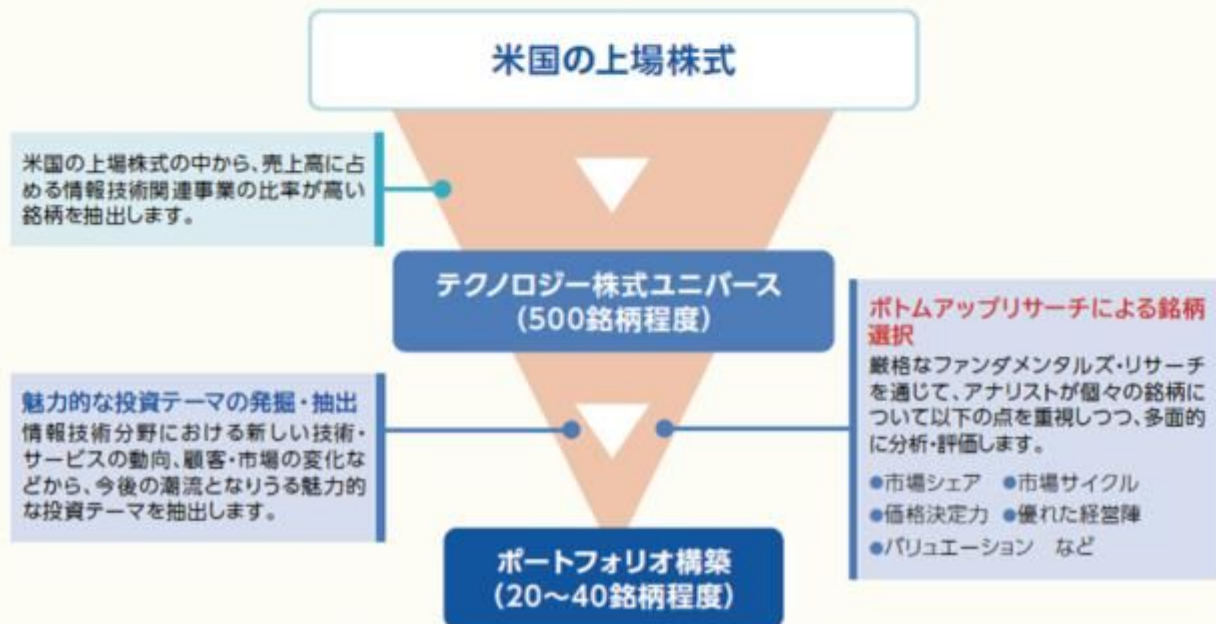 米国の上場株式
米国の上場株式の中から、売上高に占
める情報技術関連事業の比率が高い
銘柄を抽出します。
テクノロジー株式ユニバース
(500銘柄程度)
魅力的な投資テーマの発掘・抽出
情報技術分野における新しい技術・
サービスの動向、顧客・市場の変化な
どから、今後の潮流となりうる魅力的
な投資テーマを抽出します。
ボトムアップリサーチによる銘柄
選択
厳格なファンダメンタルズ・リサーチ
を通じて、アナリストが個々の銘柄に
ついて以下の点を重視しつつ、多面的
に分析・評価します。
●市場シェア ●市場サイクル
●価格決定力 ●優れた経営陣
●バリュエーション など
ポートフォリオ構築
(20～40銘柄程度)